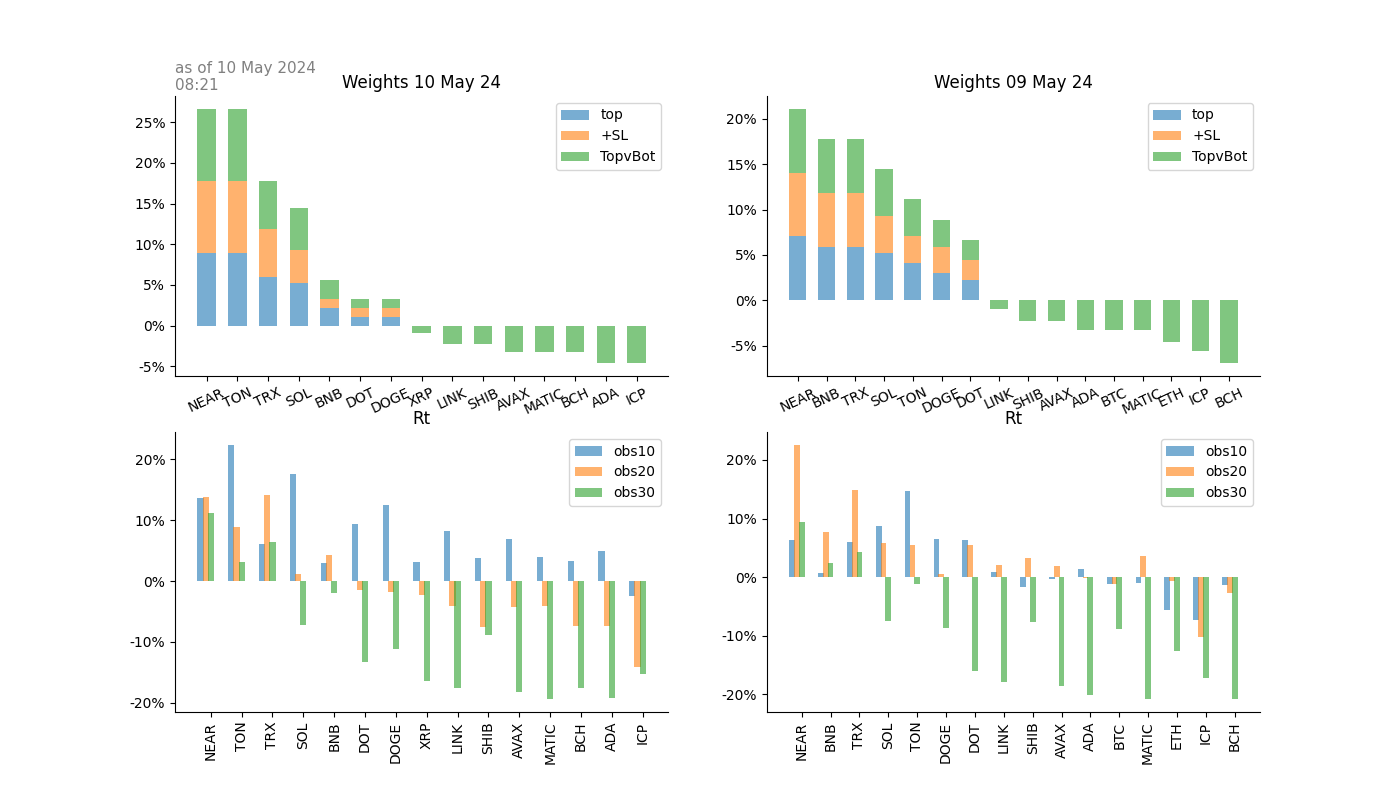 as of 10 May 2024
08:21
Weights 10 May 24
25%
20%
15%
10%
5%
0%
-5%
top
+SL
TopvBot
NEAR TON TRX SOL BNB DOT DOGE XRP LINK SHIB AVAX MATIC BCH ADA ICP
Weights 09 May 24
20%
15%
10%
5%
0%
-5%
top
+SL
TopvBot
NEAR BNB TRX SOL TON DOGE DOT LINK SHIB AVAX ADA BTC MATIC ETH ICP BCH
Rt
20%
10%
0%
-10%
-20%
obs10
obs20
obs30
NEAR TON TRX SOL BNB DOT DOGE XRP LINK SHIB AVAX MATIC BCH ADA ICP
Rt
20%
10%
0%
-10%
-20%
obs10
obs20
obs30
NEAR BNB TRX SOL TON DOGE DOT LINK SHIB AVAX ADA BTC MATIC ETH ICP BCH